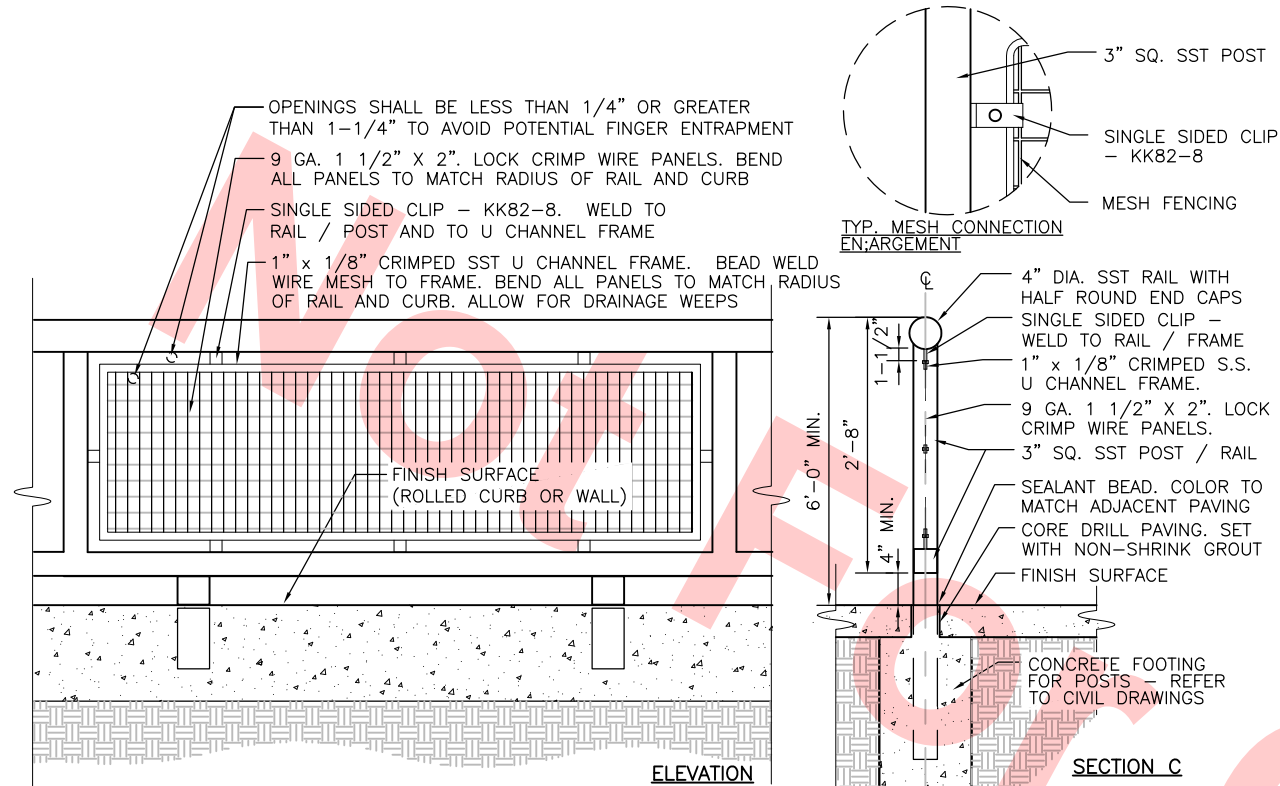 OPENINGS SHALL BE LESS THAN 1/4" OR GREATER
THAN 1-1/4" TO AVOID POTENTIAL FINGER ENTRAPMENT
9 GA. 1 1/2" X 2". LOCK CRIMP WIRE PANELS. BEND
ALL PANELS TO MATCH RADIUS OF RAIL AND CURB
SINGLE SIDED CLIP – KK82-8. WELD TO
RAIL / POST AND TO U CHANNEL FRAME
1" x 1/8" CRIMPED SST U CHANNEL FRAME. BEAD WELD
WIRE MESH TO FRAME. BEND ALL PANELS TO MATCH RADIUS
OF RAIL AND CURB. ALLOW FOR DRAINAGE WEEPS
FINISH SURFACE
(ROLLED CURB OR WALL)
ELEVATION
3" SQ. SST POST
SINGLE SIDED CLIP
– KK82-8
MESH FENCING
TYP. MESH CONNECTION
EN;ARGEMENT
℄
4" DIA. SST RAIL WITH
HALF ROUND END CAPS
SINGLE SIDED CLIP –
WELD TO RAIL / FRAME
1" x 1/8" CRIMPED S.S.
U CHANNEL FRAME.
9 GA. 1 1/2" X 2". LOCK
CRIMP WIRE PANELS.
3" SQ. SST POST / RAIL
SEALANT BEAD. COLOR TO
MATCH ADJACENT PAVING
CORE DRILL PAVING. SET
WITH NON-SHRINK GROUT
FINISH SURFACE
CONCRETE FOOTING
FOR POSTS – REFER
TO CIVIL DRAWINGS
6'-0" MIN.
2'-8"
1-1/2"
4" MIN.
SECTION C
Not For